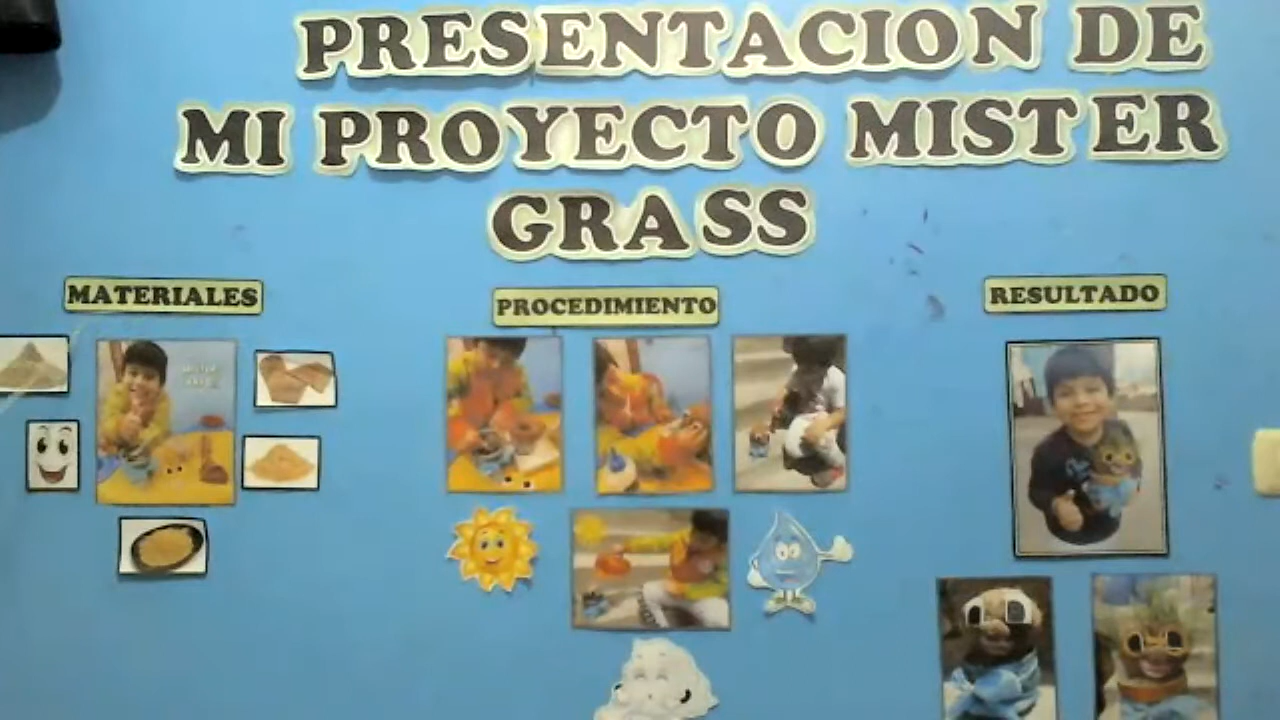 PRESENTACION DE
MI PROYECTO MISTER
GRASS
MATERIALES
PROCEDIMIENTO
RESULTADO